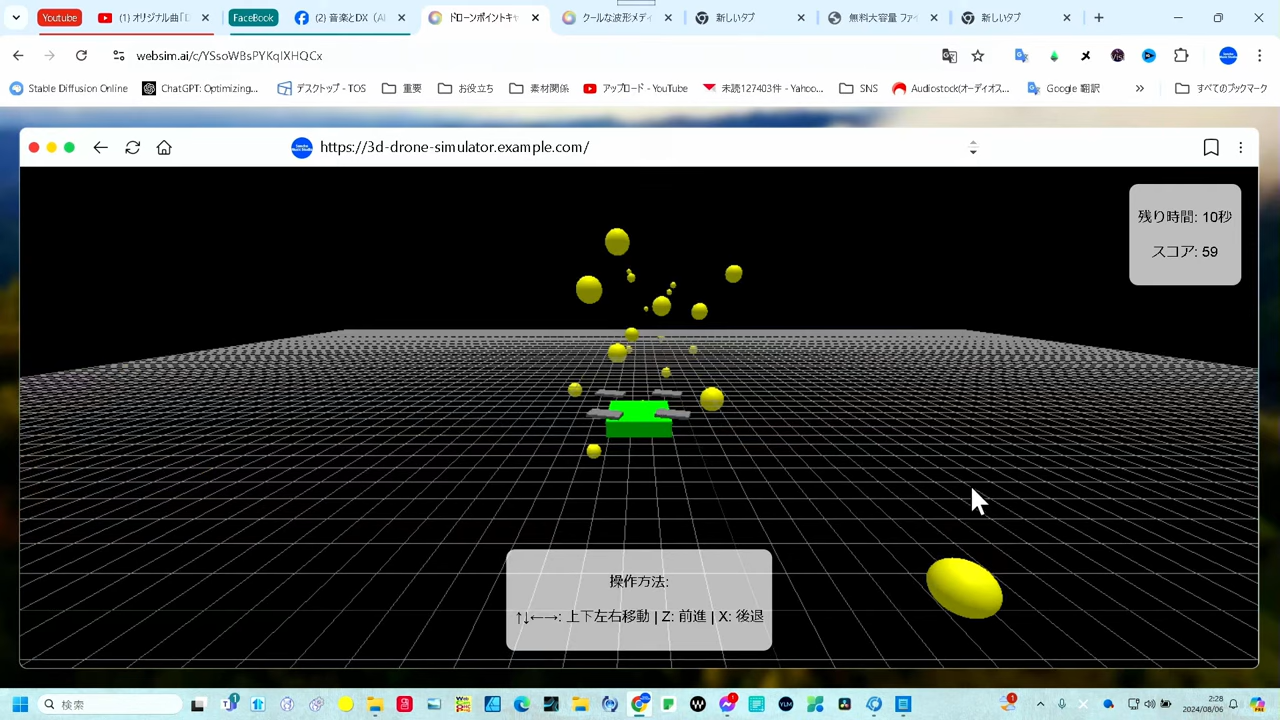 Youtube
(1) オリジナル曲「
FaceBook
(2) 音楽とDX（AI
ドローンポイントキャ
クールな波形メディ
新しいタブ
無料大容量 ファイ
新しいタブ
websim.ai/c/YSsoWBsPYKqIXHQCx
Stable Diffusion Online
ChatGPT: Optimizing...
デスクトップ - TOS
重要
お役立ち
素材関係
アップロード - YouTube
未読127403件 - Yahoo...
SNS
Audiostock(オーディオス...
Google 翻訳
»
すべてのブックマーク
https://3d-drone-simulator.example.com/
残り時間: 10秒
スコア: 59
操作方法:
↑↓←→: 上下左右移動 | Z: 前進 | X: 後退
検索
2:28
2024/08/06